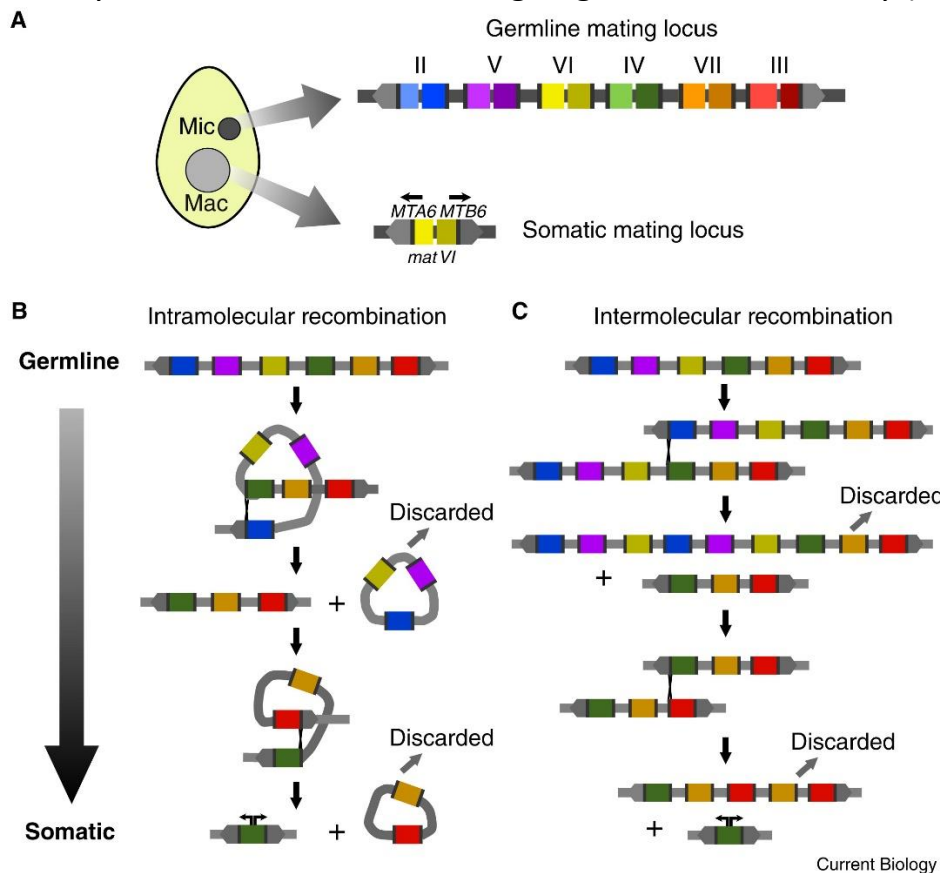 A
Germline mating locus
II V VI IV VII III
Mic
Mac
MTA6 MTB6
mat VI
Somatic mating locus
B
Intramolecular recombination
Germline
Discarded
+
Discarded
Somatic
+
C
Intermolecular recombination
Discarded
+
Discarded
+
Current Biology